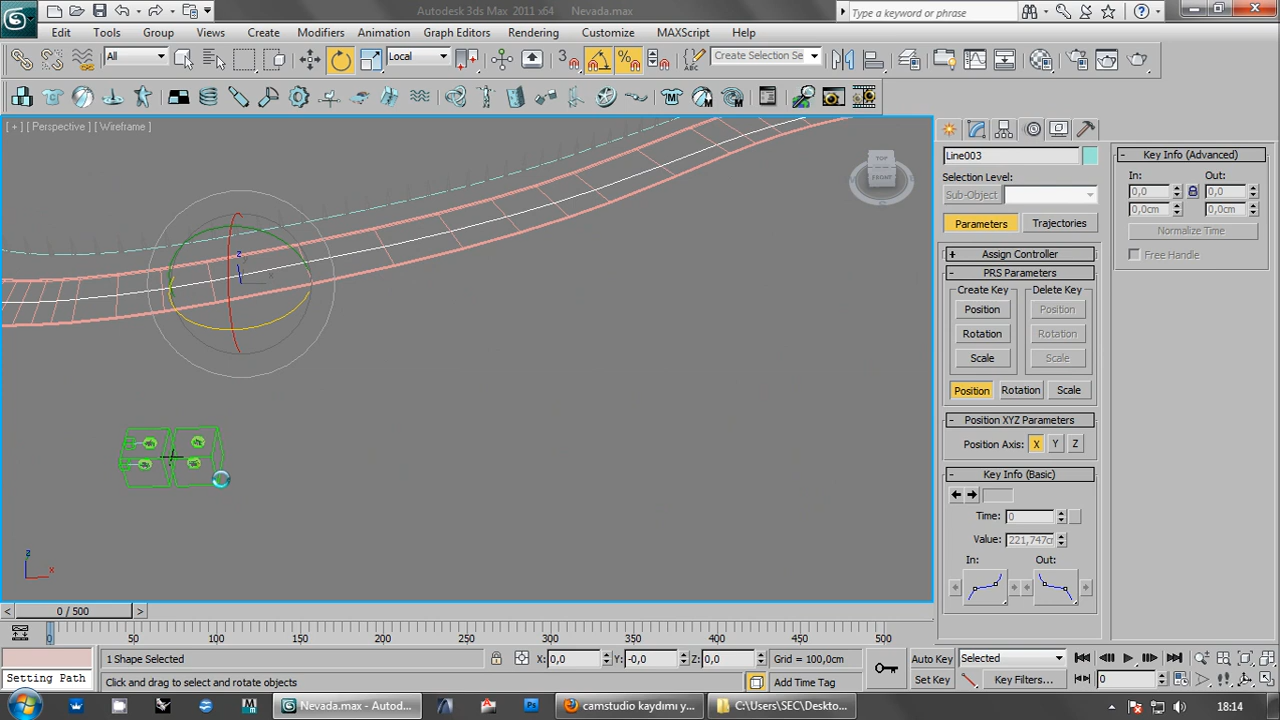 Autodesk 3ds Max 2011 x64 Nevada.max
Type a keyword or phrase
Edit Tools Group Views Create Modifiers Animation Graph Editors Rendering Customize MAXScript Help
All
Local
3
Create Selection Se
[ + ] [ Perspective ] [ Wireframe ]
TOP
FRONT
z
x
z
x
Line003
Selection Level:
Sub-Object
Parameters Trajectories
+ Assign Controller
- PRS Parameters
Create Key Delete Key
Position Position
Rotation Rotation
Scale Scale
Position Rotation Scale
- Position XYZ Parameters
Position Axis: X Y Z
- Key Info (Basic)
Time: 0
Value: 221,747c
In: Out:
- Key Info (Advanced)
In: Out:
0,0 0,0
0,0cm 0,0cm
Normalize Time
Free Handle
< 0 / 500 >
0 50 100 150 200 250 300 350 400 450 500
1 Shape Selected
X: 0,0 Y: -0,0 Z: 0,0 Grid = 100,0cm
Auto Key Selected
Setting Path
Click and drag to select and rotate objects
Add Time Tag
Set Key Key Filters... 0
Nevada.max - Autod...
Ps
camstudio kaydımı y...
C:\Users\SEC\Deskto...
18:14